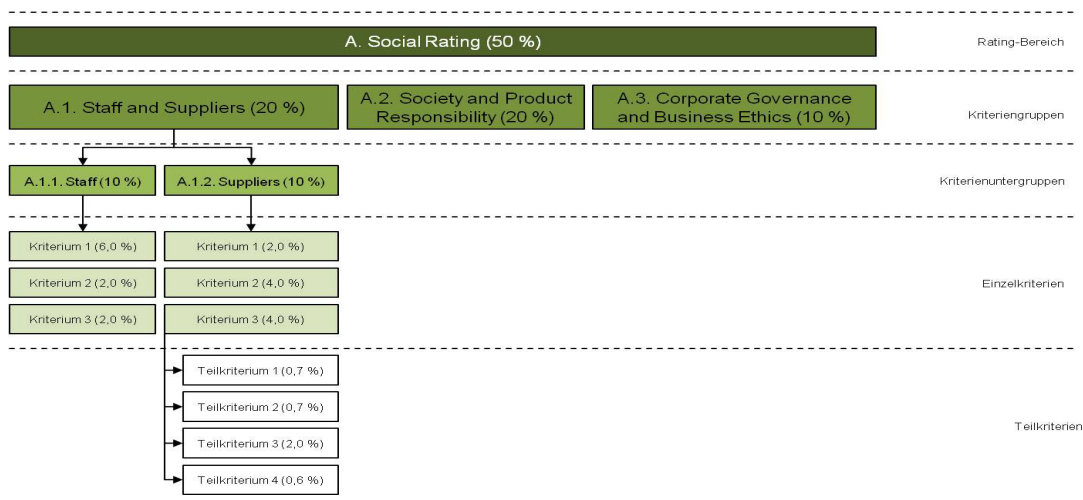 A. Social Rating (50 %)
Rating-Bereich
A.1. Staff and Suppliers (20 %)
A.2. Society and Product
Responsibility (20 %)
A.3. Corporate Governance
and Business Ethics (10 %)
Kriteriengruppen
A.1.1. Staff (10 %)
A.1.2. Suppliers (10 %)
Kriterienuntergruppen
Kriterium 1 (6,0 %)
Kriterium 1 (2,0 %)
Kriterium 2 (2,0 %)
Kriterium 2 (4,0 %)
Einzelkriterien
Kriterium 3 (2,0 %)
Kriterium 3 (4,0 %)
Teilkriterium 1 (0,7 %)
Teilkriterium 2 (0,7 %)
Teilkriterien
Teilkriterium 3 (2,0 %)
Teilkriterium 4 (0,6 %)